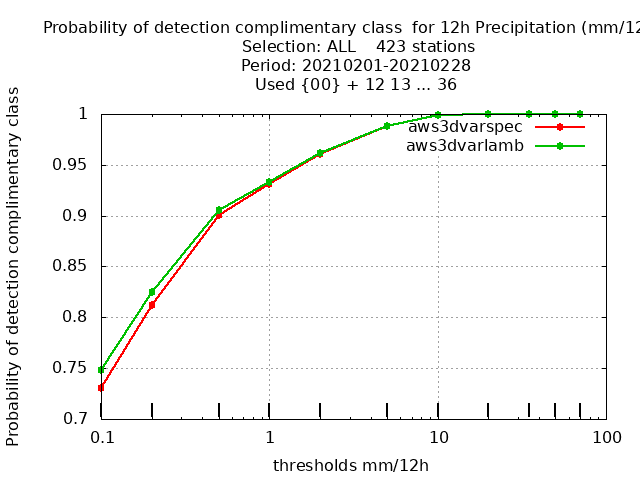 Probability of detection complimentary class  for 12h Precipitation (mm/12
Selection: ALL    423 stations
Period: 20210201-20210228
Used {00} + 12 13 ... 36
Probability of detection complimentary class
1
0.95
0.9
0.85
0.8
0.75
0.7
aws3dvarspec
aws3dvarlamb
0.1
1
10
100
thresholds mm/12h